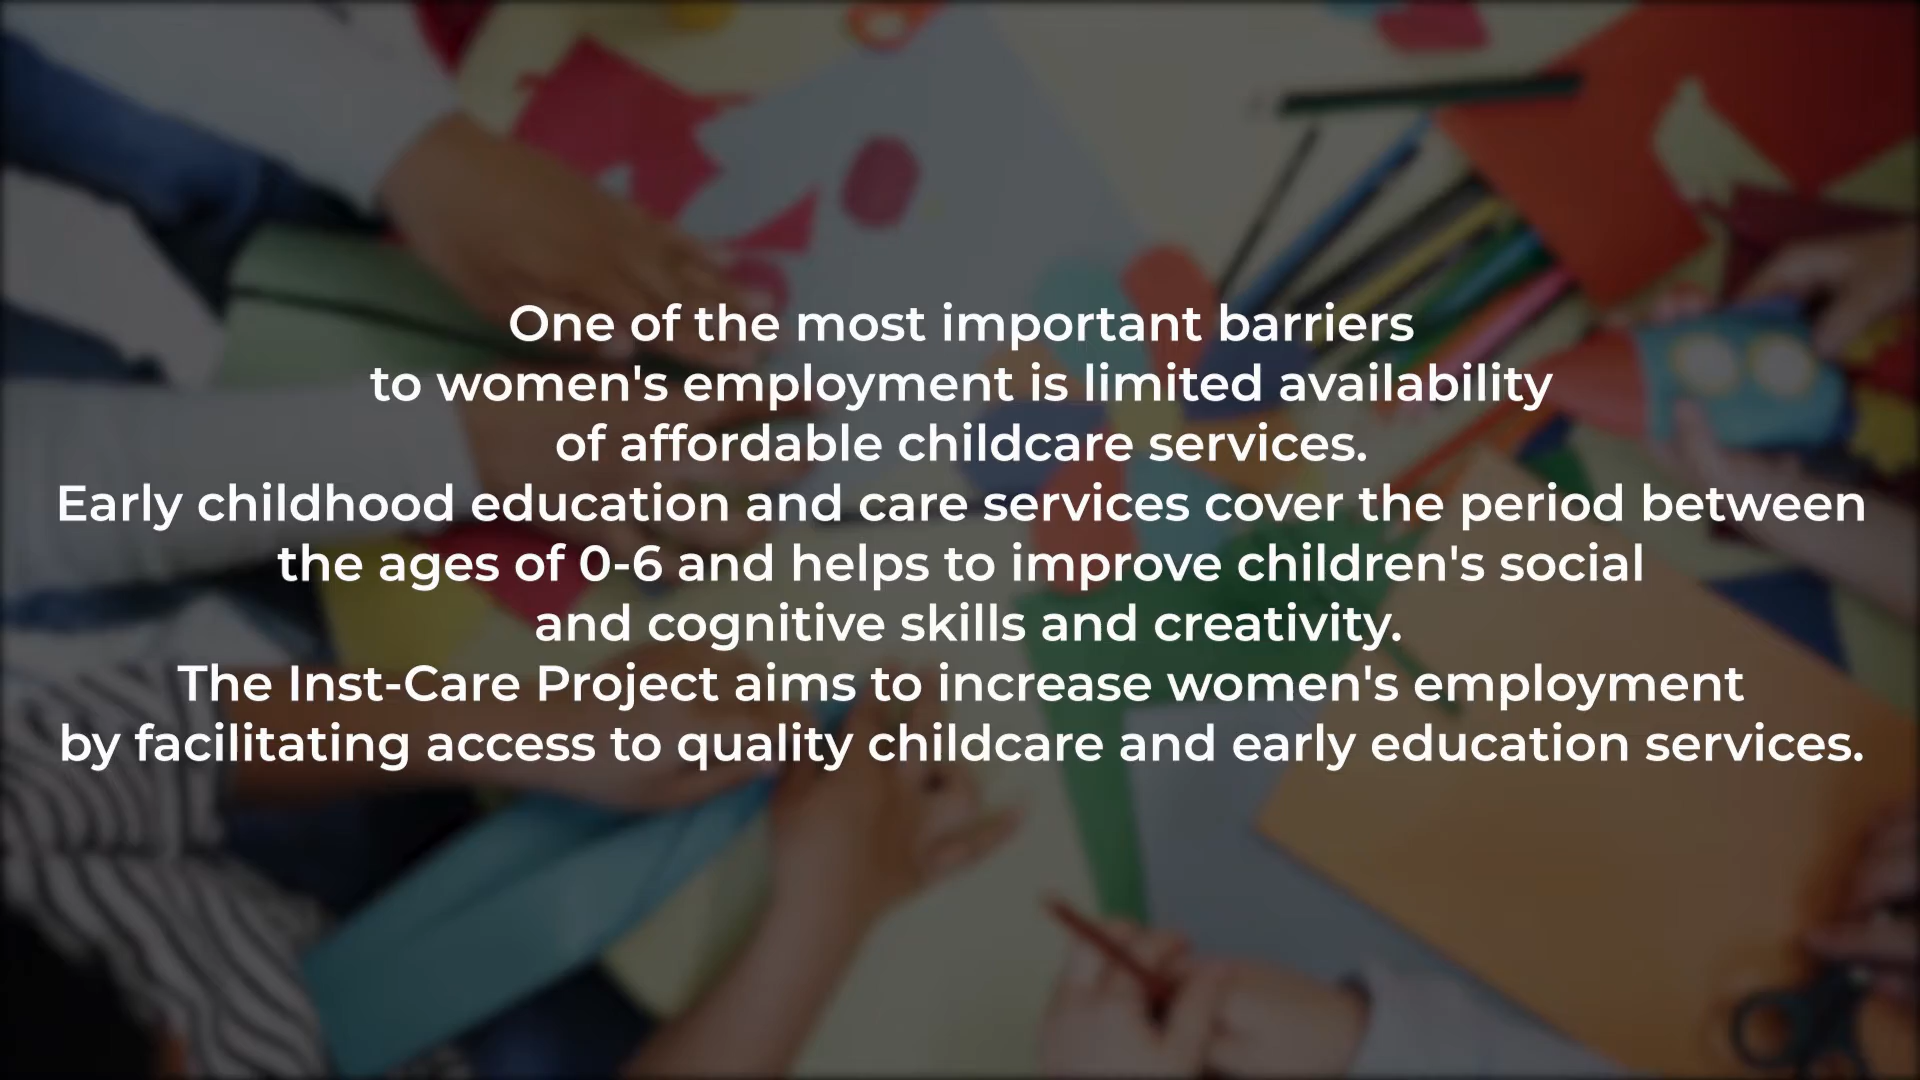 One of the most important barriers
to women's employment is limited availability
of affordable childcare services.
Early childhood education and care services cover the period between
the ages of 0-6 and helps to improve children's social
and cognitive skills and creativity.
The Inst-Care Project aims to increase women's employment
by facilitating access to quality childcare and early education services.